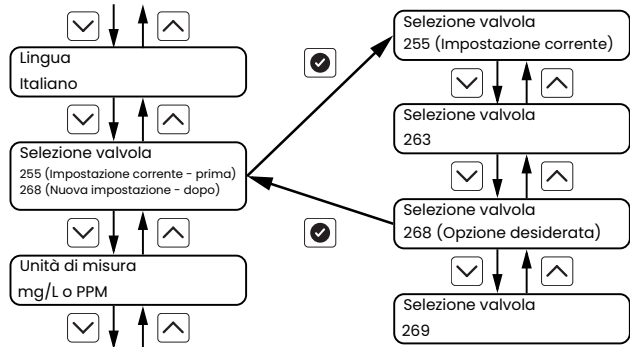 Lingua
Italiano
Selezione valvola
255 (Impostazione corrente - prima)
268 (Nuova impostazione - dopo)
Unità di misura
mg/L o PPM
Selezione valvola
255 (Impostazione corrente)
Selezione valvola
263
Selezione valvola
268 (Opzione desiderata)
Selezione valvola
269